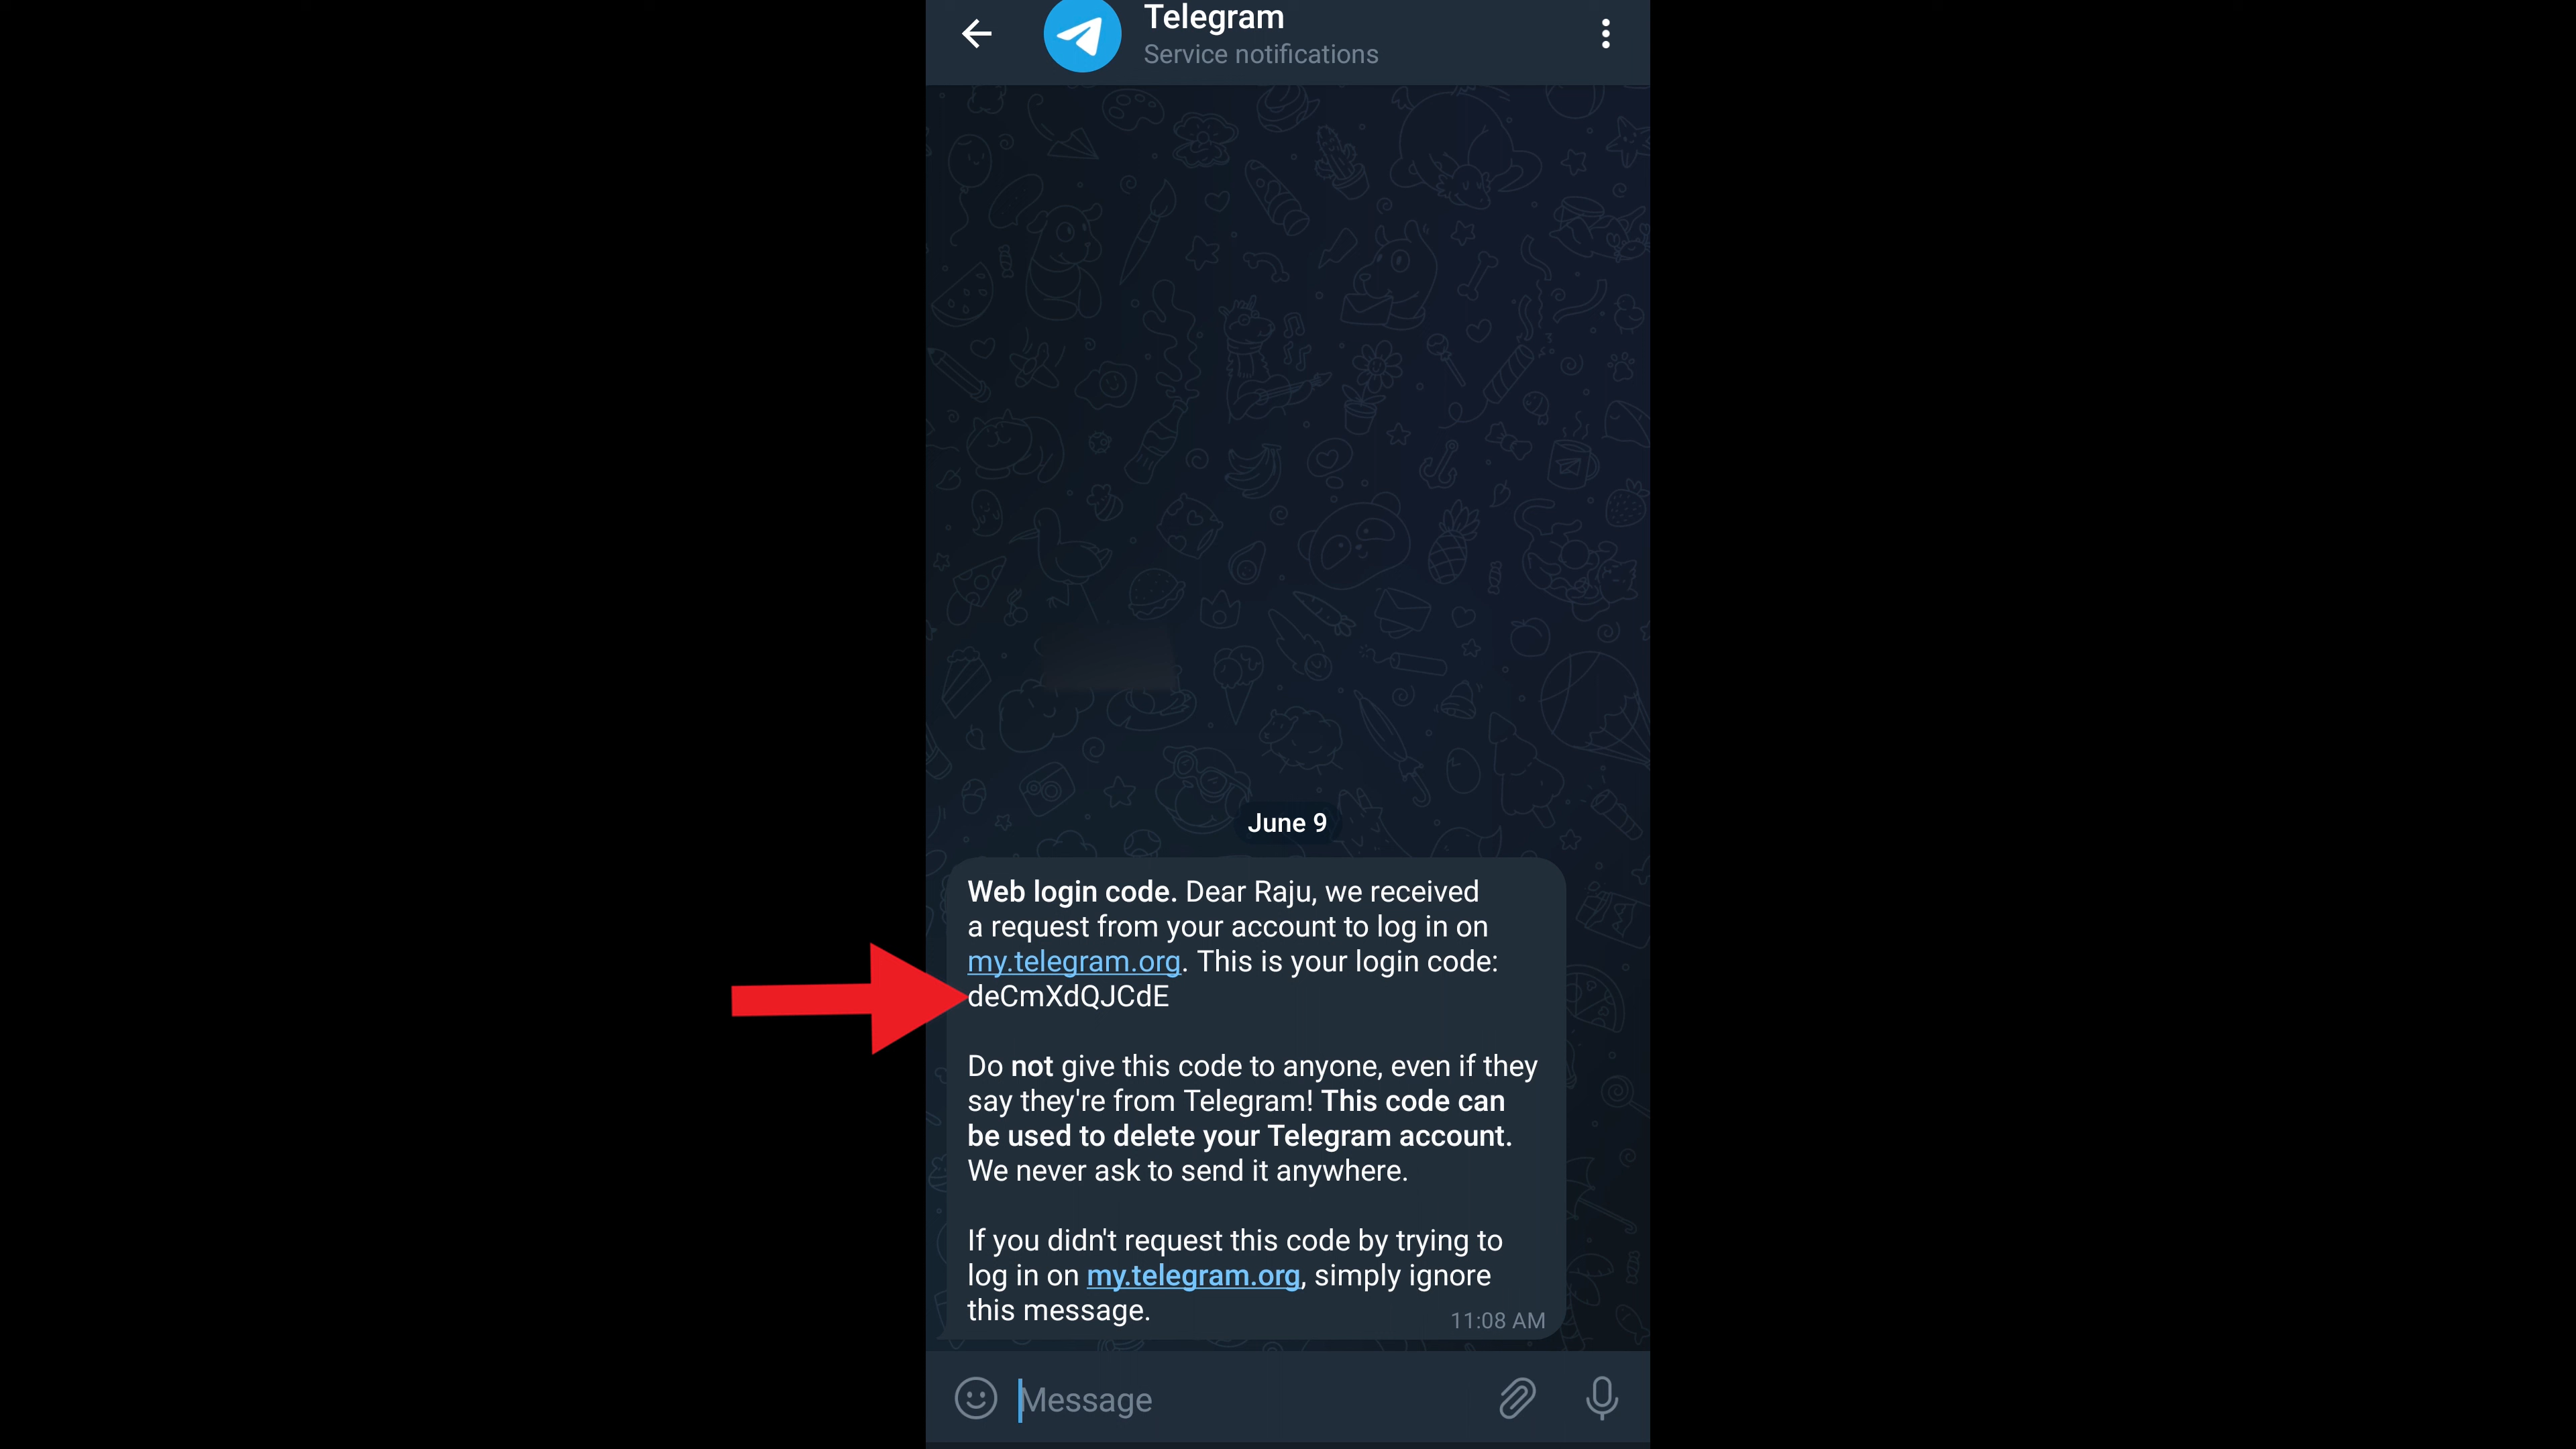 Telegram
Service notifications
June 9
Web login code. Dear Raju, we received
a request from your account to log in on
my.telegram.org. This is your login code:
deCmXdQJCdE
Do not give this code to anyone, even if they
say they're from Telegram! This code can
be used to delete your Telegram account.
We never ask to send it anywhere.
If you didn't request this code by trying to
log in on my.telegram.org, simply ignore
this message.
11:08 AM
Message